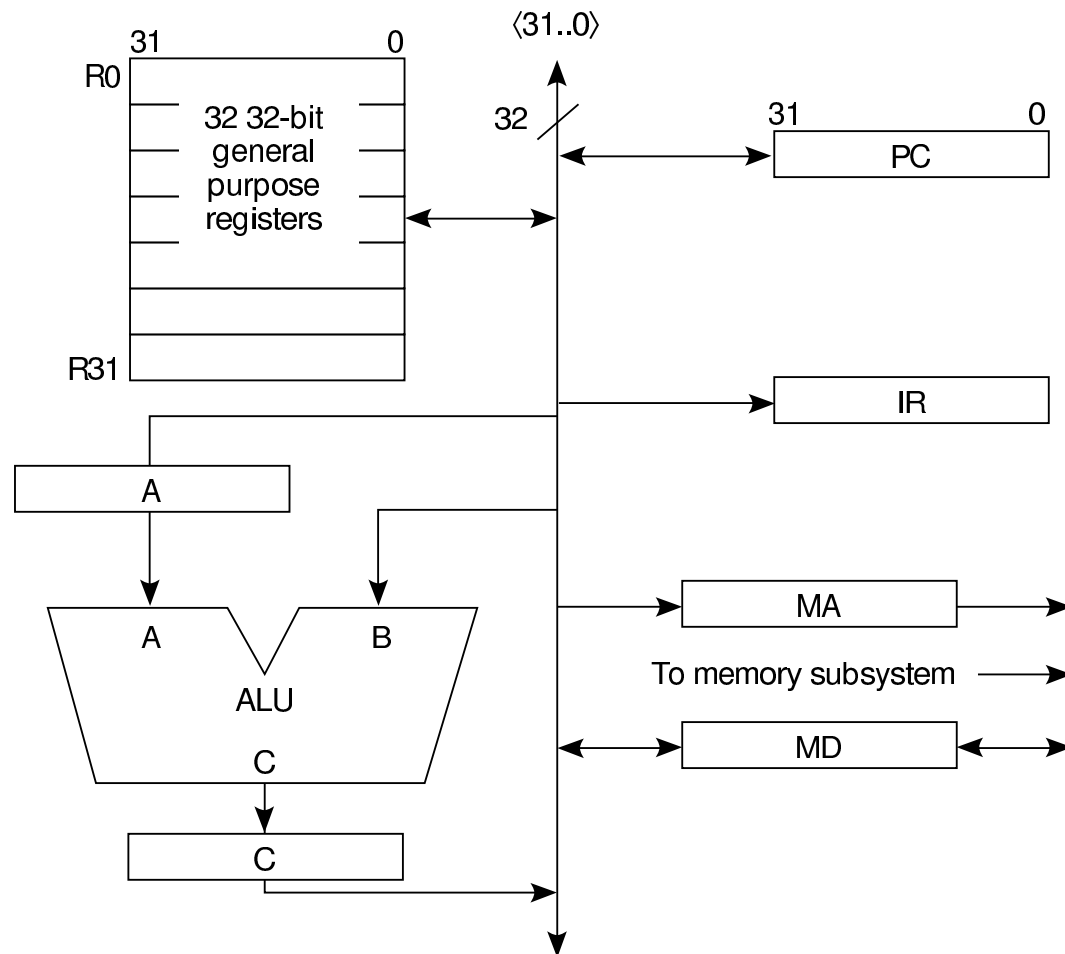 ⟨31..0⟩
31 0
R0
32 32-bit
general
purpose
registers
R31
32
31 0
PC
IR
A
A
B
ALU
C
C
MA
To memory subsystem
MD